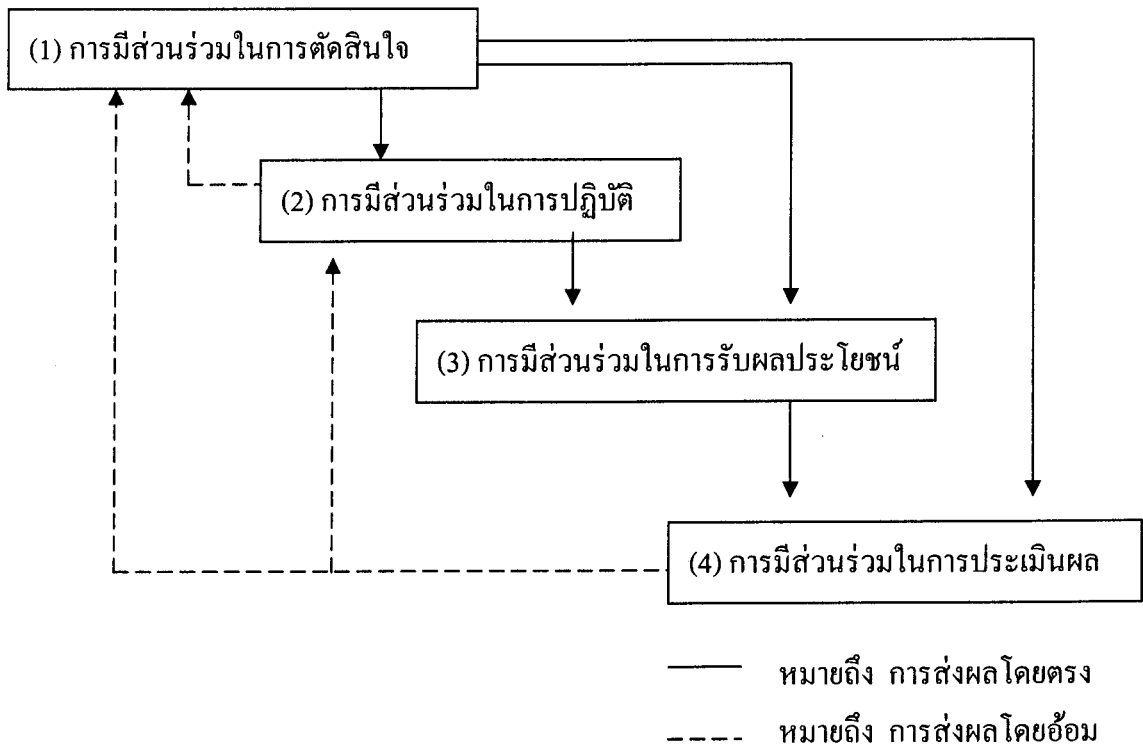 (1) การมีส่วนร่วมในการตัดสินใจ
(2) การมีส่วนร่วมในการปฏิบัติ
(3) การมีส่วนร่วมในการรับผลประโยชน์
(4) การมีส่วนร่วมในการประเมินผล
หมายถึง การส่งผลโดยตรง
หมายถึง การส่งผลโดยอ้อม